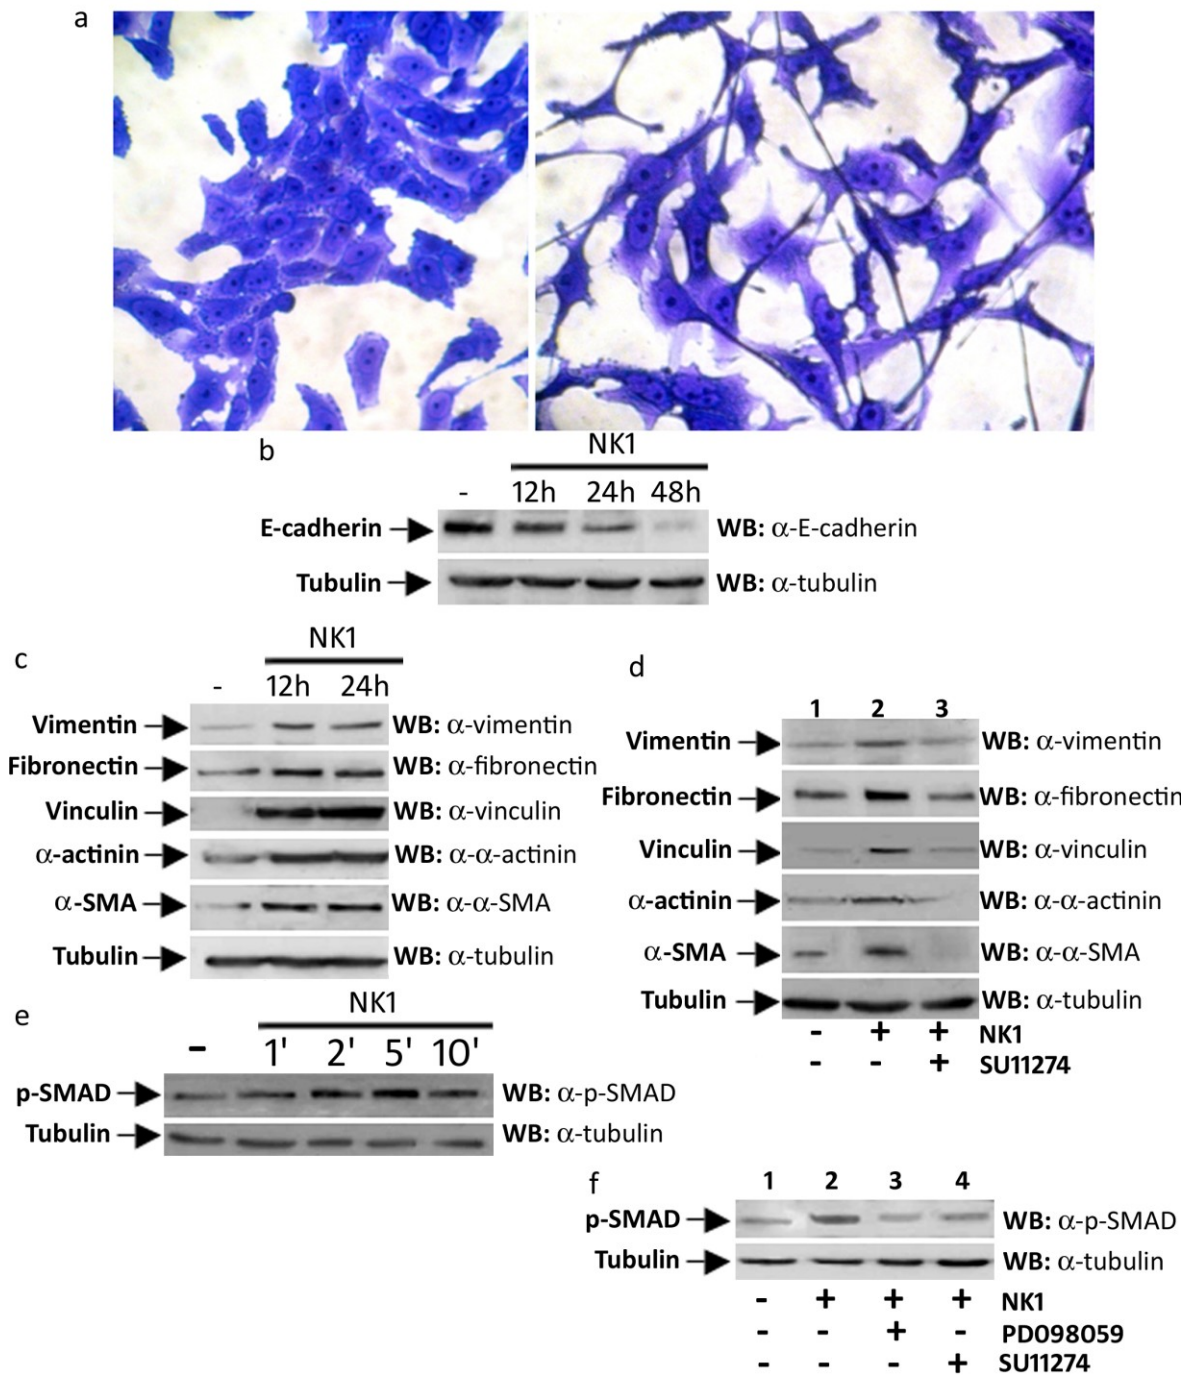 a
b
NK1
- 12h 24h 48h
E-cadherin WB: α-E-cadherin
Tubulin WB: α-tubulin
c
NK1
- 12h 24h
Vimentin WB: α-vimentin
Fibronectin WB: α-fibronectin
Vinculin WB: α-vinculin
α-actinin WB: α-α-actinin
α-SMA WB: α-α-SMA
Tubulin WB: α-tubulin
d
1 2 3
Vimentin WB: α-vimentin
Fibronectin WB: α-fibronectin
Vinculin WB: α-vinculin
α-actinin WB: α-α-actinin
α-SMA WB: α-α-SMA
Tubulin WB: α-tubulin
- + + NK1
- - + SU11274
e
NK1
- 1' 2' 5' 10'
p-SMAD WB: α-p-SMAD
Tubulin WB: α-tubulin
f
1 2 3 4
p-SMAD WB: α-p-SMAD
Tubulin WB: α-tubulin
- + + + NK1
- - + - PD098059
- - - + SU11274